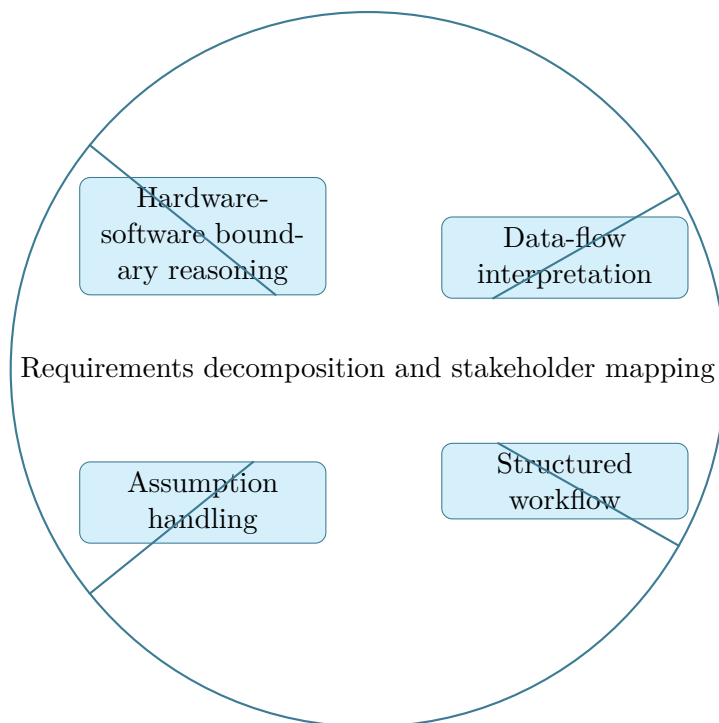 Hardware-
software bound-
ary reasoning
Data-flow
interpretation
Requirements decomposition and stakeholder mapping
Assumption
handling
Structured
workflow